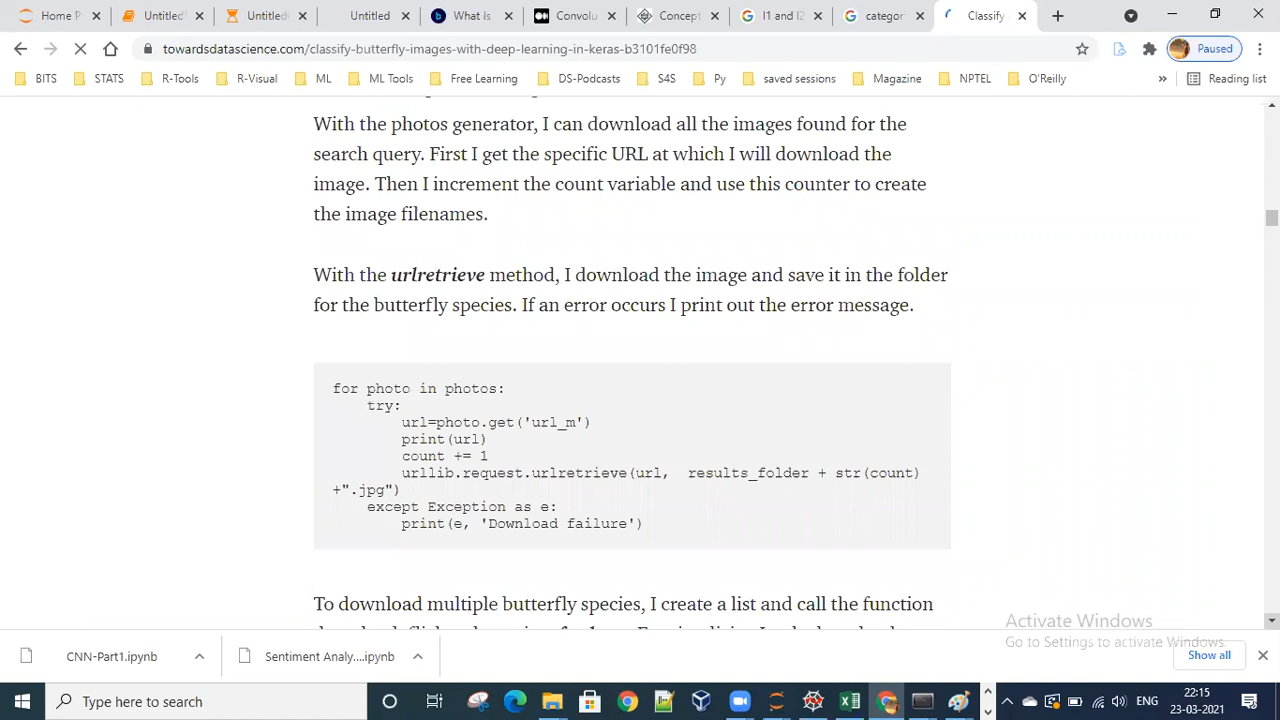 Home P
Untitled
Untitled
Untitled
What is
Convolu
Concept
l1 and l2
categor
Classify
towardsdatascience.com/classify-butterfly-images-with-deep-learning-in-keras-b3101fe0f98
Paused
BITS
STATS
R-Tools
R-Visual
ML
ML Tools
Free Learning
DS-Podcasts
S4S
Py
saved sessions
Magazine
NPTEL
O'Reilly
»
Reading list
With the photos generator, I can download all the images found for the
search query. First I get the specific URL at which I will download the
image. Then I increment the count variable and use this counter to create
the image filenames.
With the urlretrieve method, I download the image and save it in the folder
for the butterfly species. If an error occurs I print out the error message.
for photo in photos:
try:
url=photo.get('url_m')
print(url)
count += 1
urllib.request.urlretrieve(url,  results_folder + str(count)
+".jpg")
except Exception as e:
print(e, 'Download failure')
To download multiple butterfly species, I create a list and call the function
Activate Windows
Go to Settings to activate Windows.
CNN-Part1.ipynb
Sentiment Analy....ipynb
Show all
Type here to search
ENG
22:15
23-03-2021